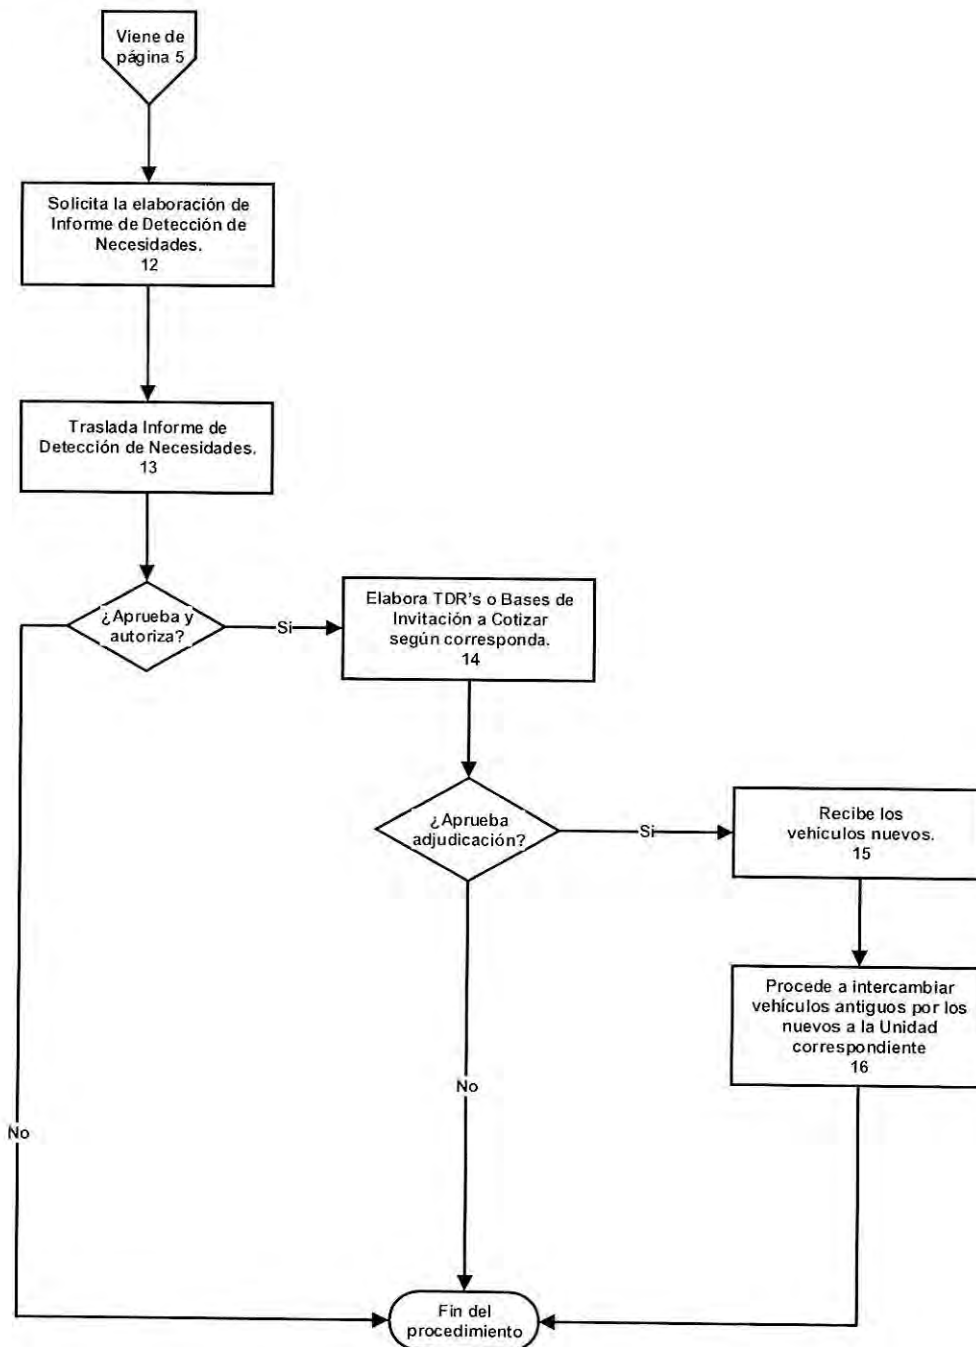 Viene de
página 5
Solicita la elaboración de
Informe de Detección de
Necesidades.
12
Traslada Informe de
Detección de Necesidades.
13
¿Aprueba y
autoriza?
Si
Elabora TDR's o Bases de
Invitación a Cotizar
según corresponda.
14
¿Aprueba
adjudicación?
Si
Recibe los
vehículos nuevos.
15
Procede a intercambiar
vehículos antiguos por los
nuevos a la Unidad
correspondiente
16
No
No
Fin del
procedimiento